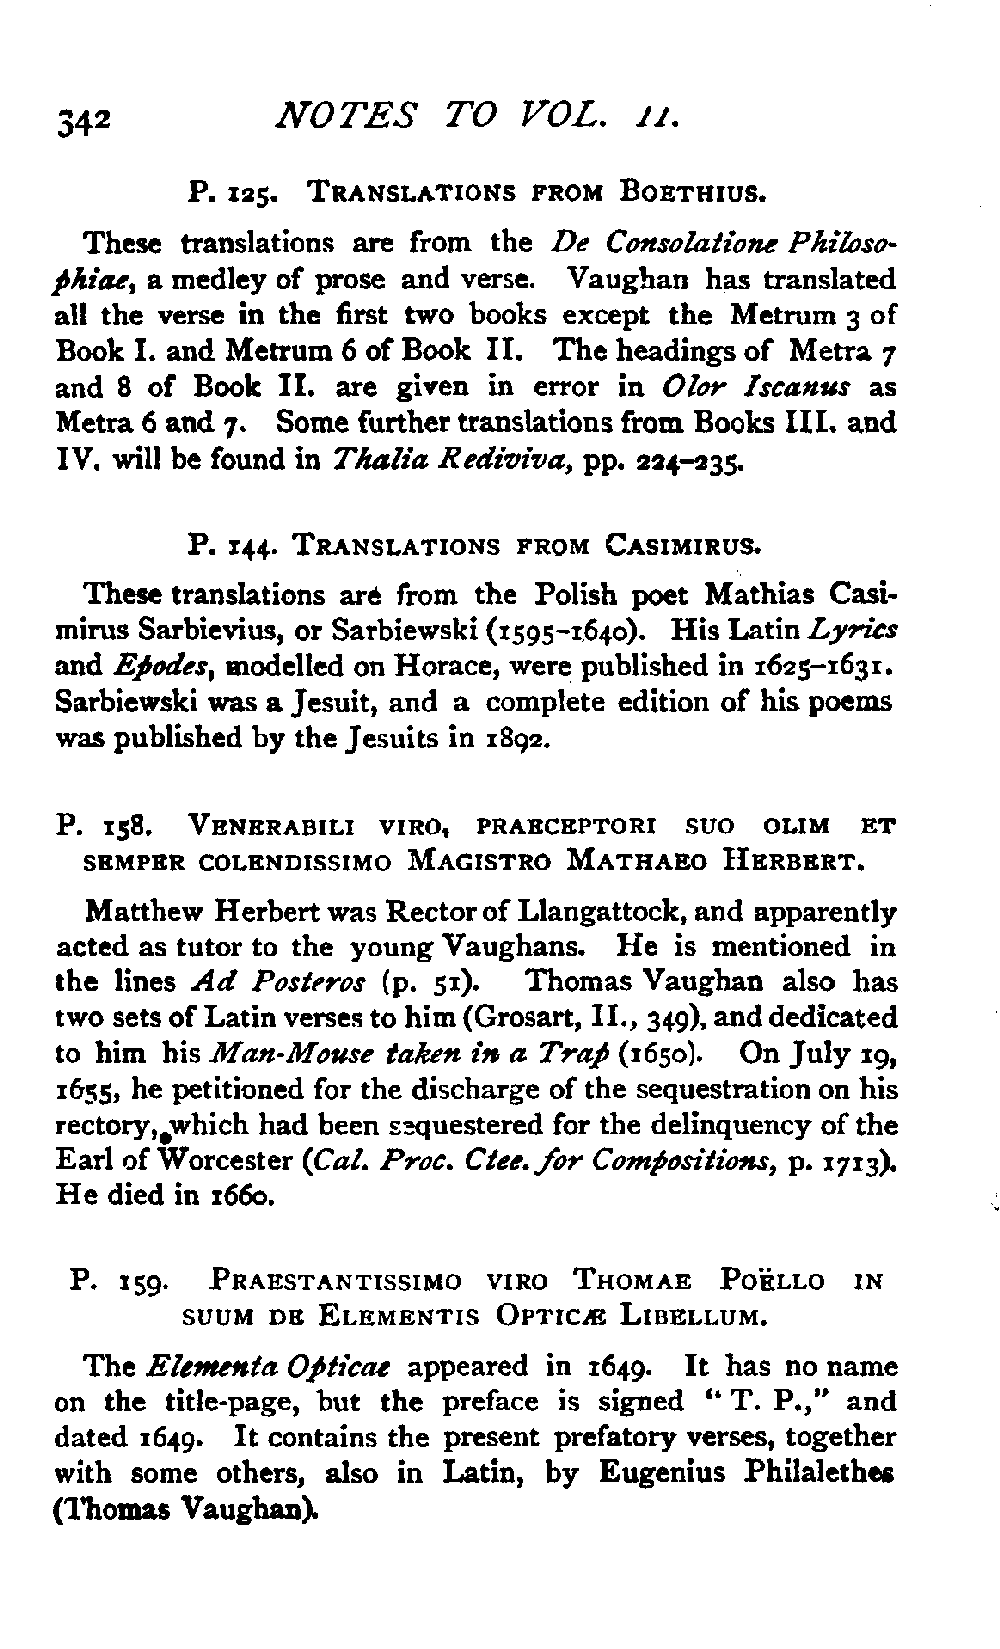 342 NOTES TO VOL. II.
P. 125. TRANSLATIONS FROM BOETHIUS.
These translations are from the De Consolatione Philoso-
phiae, a medley of prose and verse. Vaughan has translated
all the verse in the first two books except the Metrum 3 of
Book I. and Metrum 6 of Book II. The headings of Metra 7
and 8 of Book II. are given in error in Olor Iscanus as
Metra 6 and 7. Some further translations from Books III. and
IV. will be found in Thalia Rediviva, pp. 224–235.
P. 144. TRANSLATIONS FROM CASIMIRUS.
These translations are from the Polish poet Mathias Casi-
mirus Sarbievius, or Sarbiewski (1595–1640). His Latin Lyrics
and Epodes, modelled on Horace, were published in 1625–1631.
Sarbiewski was a Jesuit, and a complete edition of his poems
was published by the Jesuits in 1892.
P. 158. VENERABILI VIRO, PRAECEPTORI SUO OLIM ET
SEMPER COLENDISSIMO MAGISTRO MATHAEO HERBERT.
Matthew Herbert was Rector of Llangattock, and apparently
acted as tutor to the young Vaughans. He is mentioned in
the lines Ad Posteros (p. 51). Thomas Vaughan also has
two sets of Latin verses to him (Grosart, II., 349), and dedicated
to him his Man-Mouse taken in a Trap (1650). On July 19,
1655, he petitioned for the discharge of the sequestration on his
rectory, which had been sequestered for the delinquency of the
Earl of Worcester (Cal. Proc. Ctee. for Compositions, p. 1713).
He died in 1660.
P. 159. PRAESTANTISSIMO VIRO THOMAE POËLLO IN
SUUM DE ELEMENTIS OPTICÆ LIBELLUM.
The Elementa Opticae appeared in 1649. It has no name
on the title-page, but the preface is signed "T. P.," and
dated 1649. It contains the present prefatory verses, together
with some others, also in Latin, by Eugenius Philalethes
(Thomas Vaughan).